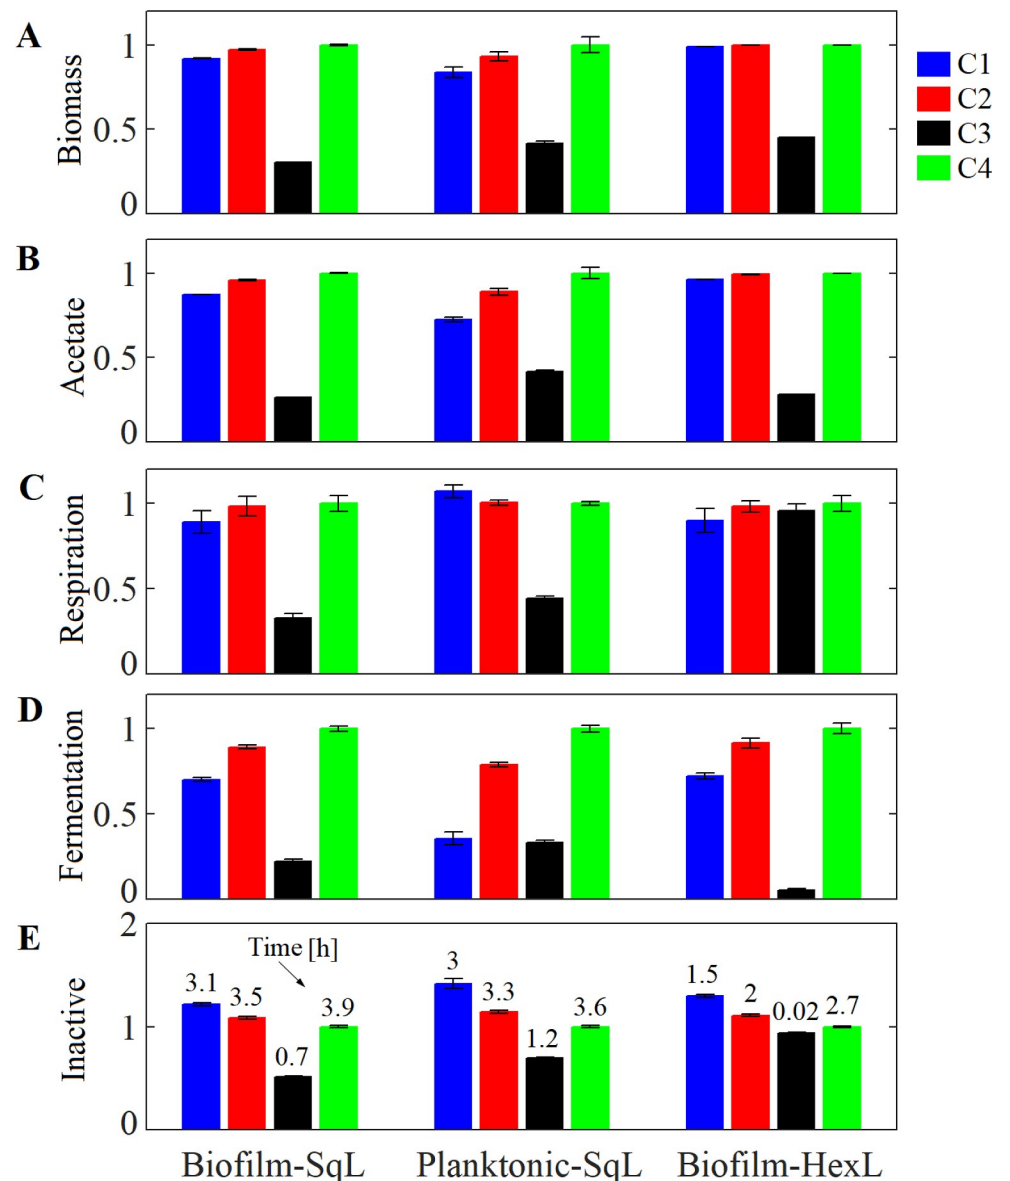 A
Biomass
1
0.5
0
C1
C2
C3
C4
B
Acetate
1
0.5
0
C
Respiration
1
0.5
0
D
Fermentation
1
0.5
0
E
Inactive
2
1
0
Time [h]
3.1
3.5
0.7
3.9
3
3.3
1.2
3.6
1.5
2
0.02
2.7
Biofilm-SqL
Planktonic-SqL
Biofilm-HexL